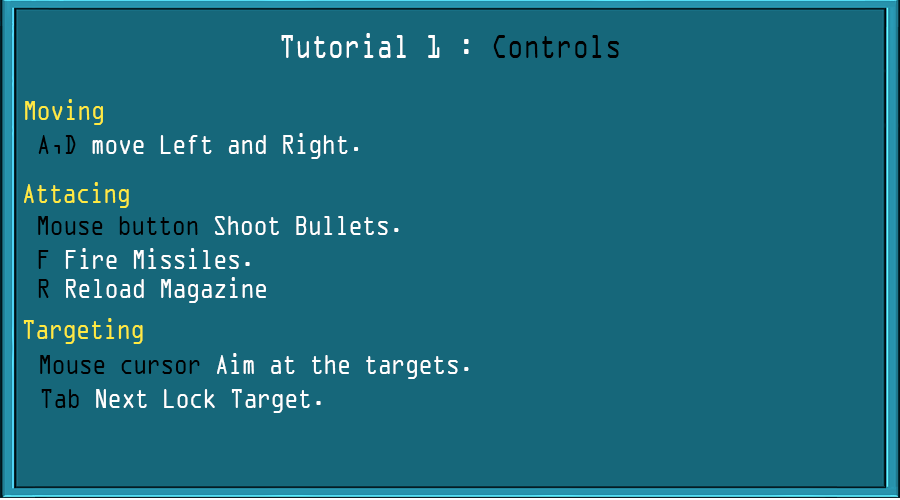 Tutorial 1 : Controls
Moving
A,D move Left and Right.
Attacing
Mouse button Shoot Bullets.
F Fire Missiles.
R Reload Magazine
Targeting
Mouse cursor Aim at the targets.
Tab Next Lock Target.